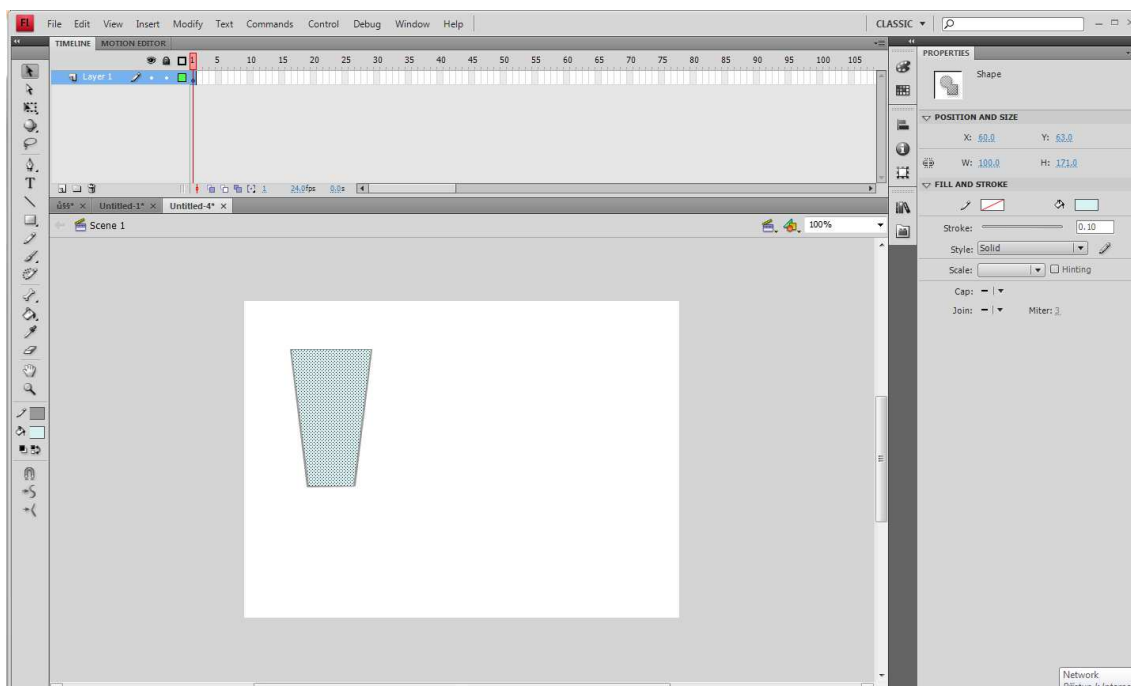 FL File Edit View Insert Modify Text Commands Control Debug Window Help CLASSIC
TIMELINE MOTION EDITOR
1 5 10 15 20 25 30 35 40 45 50 55 60 65 70 75 80 85 90 95 100 105
Layer 1
1 24.0fps 0.0s
Untitled-1* × Untitled-4* ×
Scene 1 100%
PROPERTIES
Shape
POSITION AND SIZE
X: 60.0 Y: 63.0
W: 100.0 H: 171.0
FILL AND STROKE
Stroke: 0.10
Style: Solid
Scale: Hinting
Cap:
Join: Miter: 3
Network